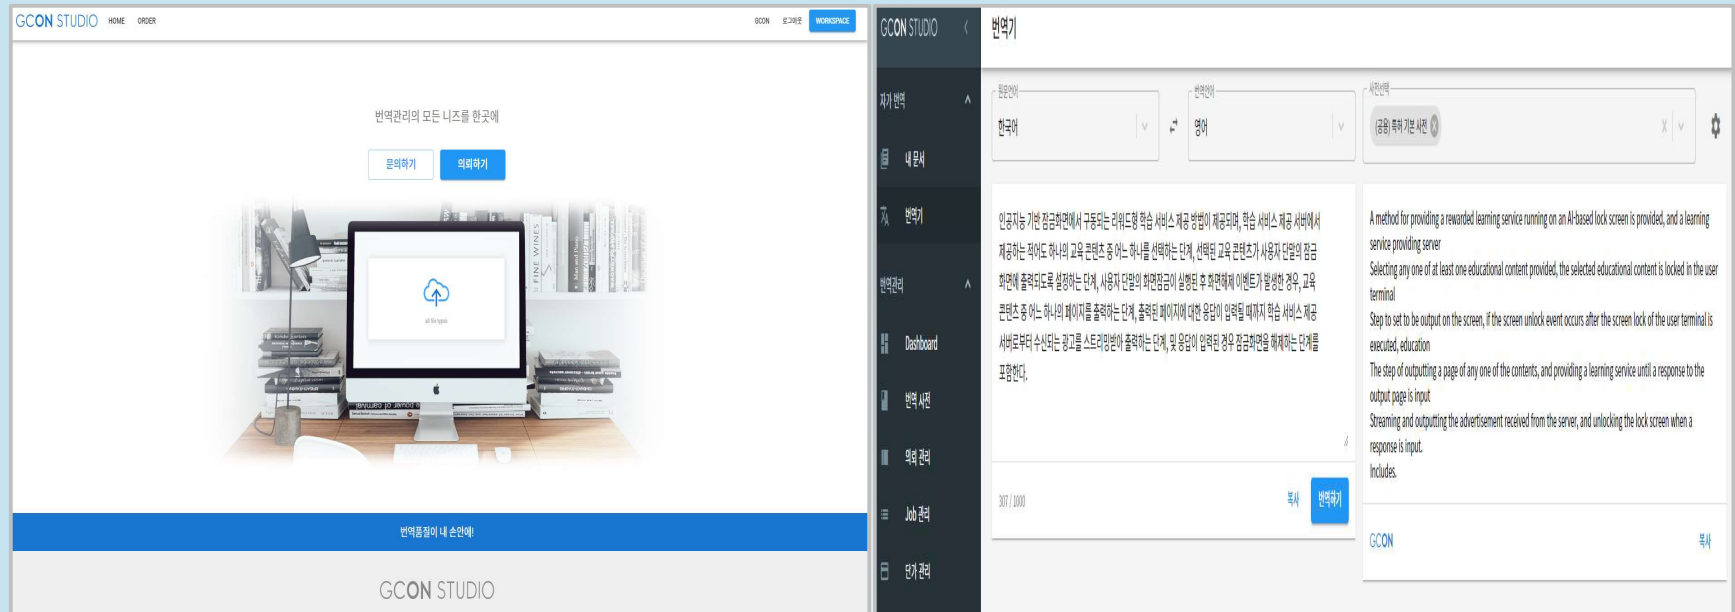 GCON STUDIO HOME ORDER
GCON 로그아웃 WORKSPACE
번역관리의 모든 니즈를 한곳에
문의하기 의뢰하기
FINE WINES
번역품질이 내 손안에!
GCON STUDIO
GCON STUDIO
자가 번역
내 문서
번역기
번역관리
Dashboard
번역 사전
의뢰 관리
Job 관리
단가 관리
번역기
원문언어
한국어
번역언어
영어
사전선택
(공용) 특허 기본 사전
인공지능 기반 잠금화면에서 구동되는 리워드형 학습 서비스 제공 방법이 제공되며, 학습 서비스 제공 서버에서
제공하는 적어도 하나의 교육 콘텐츠 중 어느 하나를 선택하는 단계, 선택된 교육 콘텐츠가 사용자 단말의 잠금
화면에 출력되도록 설정하는 단계, 사용자 단말의 화면잠금이 실행된 후 화면해제 이벤트가 발생한 경우, 교육
콘텐츠 중 어느 하나의 페이지를 출력하는 단계, 출력된 페이지에 대한 응답이 입력될 때까지 학습 서비스 제공
서버로부터 수신되는 광고를 스트리밍받아 출력하는 단계, 및 응답이 입력된 경우 잠금화면을 해제하는 단계를
포함한다.
307 / 1000
복사 번역하기
A method for providing a rewarded learning service running on an AI-based lock screen is provided, and a learning
service providing server
Selecting any one of at least one educational content provided, the selected educational content is locked in the user
terminal
Step to set to be output on the screen, if the screen unlock event occurs after the screen lock of the user terminal is
executed, education
The step of outputting a page of any one of the contents, and providing a learning service until a response to the
output page is input
Streaming and outputting the advertisement received from the server, and unlocking the lock screen when a
response is input.
Includes.
GCON 복사